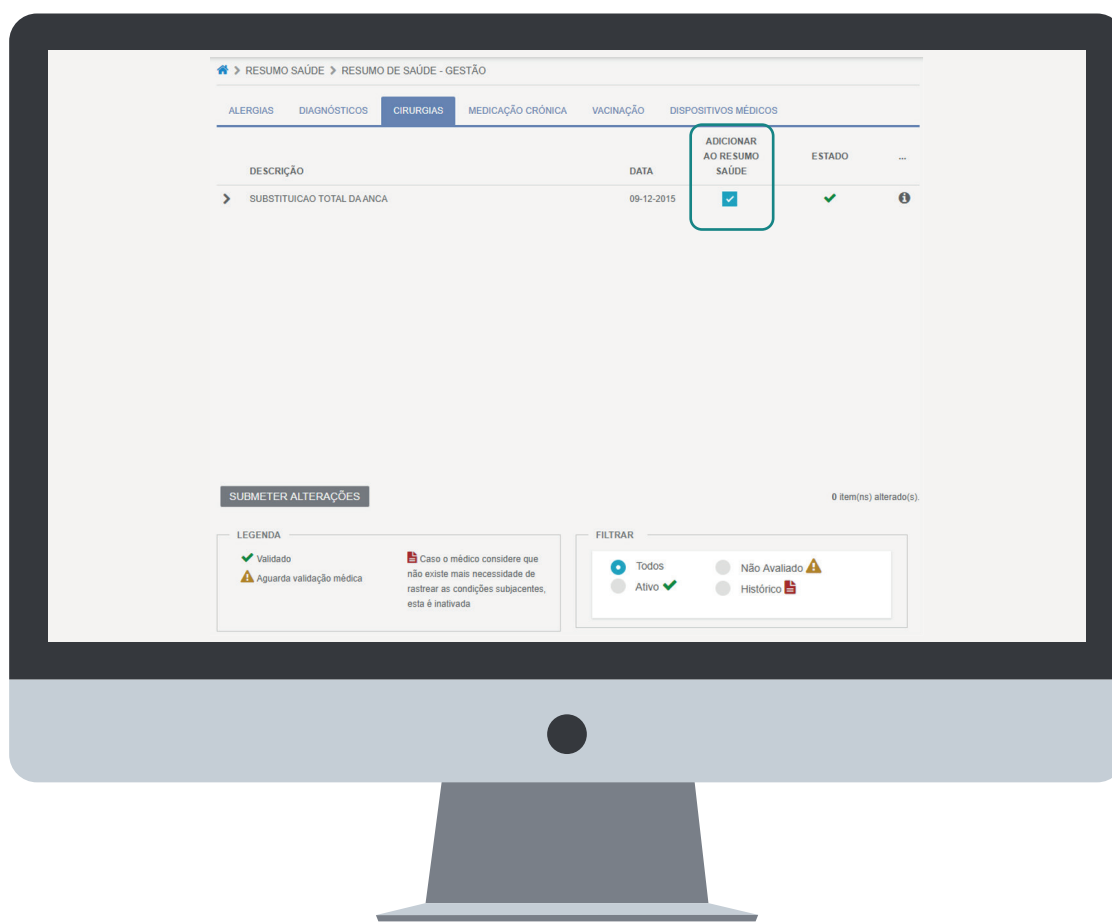 > RESUMO SAÚDE > RESUMO DE SAÚDE - GESTÃO
ALERGIAS DIAGNÓSTICOS CIRURGIAS MEDICAÇÃO CRÓNICA VACINAÇÃO DISPOSITIVOS MÉDICOS
DESCRIÇÃO DATA ADICIONAR AO RESUMO SAÚDE ESTADO ...
SUBSTITUICAO TOTAL DA ANCA 09-12-2015
SUBMETER ALTERAÇÕES 0 item(ns) alterado(s).
LEGENDA
Validado
Aguarda validação médica
Caso o médico considere que
não existe mais necessidade de
rastrear as condições subjacentes,
esta é inativada
FILTRAR
Todos Não Avaliado
Ativo Histórico